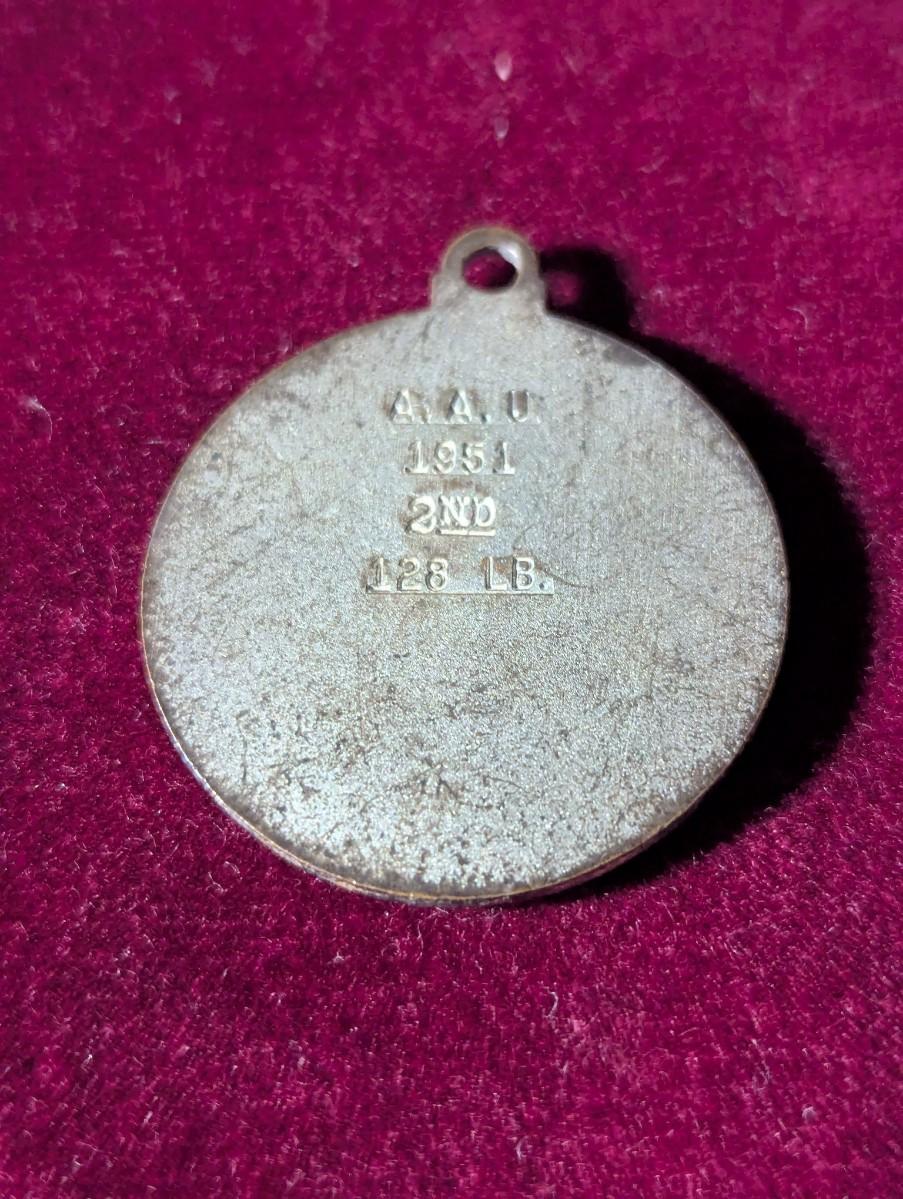 A. A. U.
1951
2ND
128 LB.